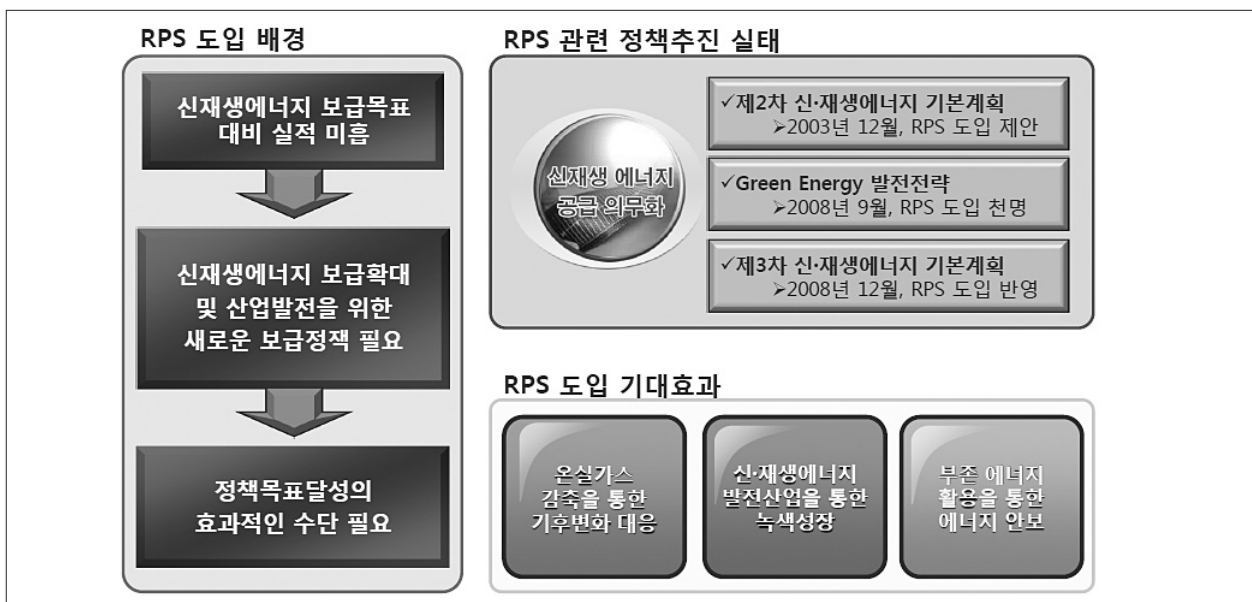 RPS 도입 배경
신재생에너지 보급목표
대비 실적 미흡
신재생에너지 보급확대
및 산업발전을 위한
새로운 보급정잭 필요
정책목표달성의
효과적인 수단 필요
RPS 관련 정책추진 실태
신재생 에너지
공급 의무화
✓제2차 신·재생에너지 기본계획
➢2003년 12월, RPS 도입 제안
✓Green Energy 발전전략
➢2008년 9월, RPS 도입 천명
✓제3차 신·재생에너지 기본계획
➢2008년 12월, RPS 도입 반영
RPS 도입 기대효과
온실가스
감축을 통한
기후변화 대응
신·재생에너지
발전산업을 통한
녹색성장
부존 에너지
활용을 통한
에너지 안보